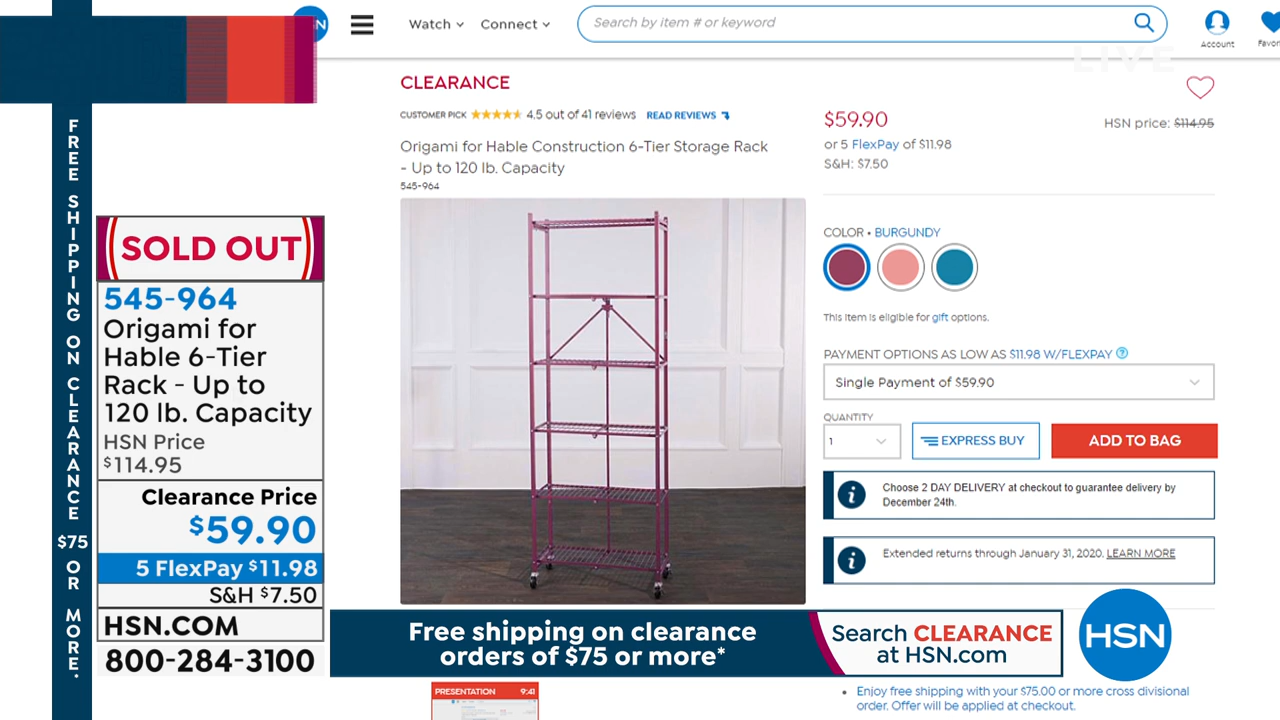 FREE SHIPPING ON CLEARANCE $75 OR MORE.
Watch
Connect
Search by item # or keyword
Account
LIVE
CLEARANCE
CUSTOMER PICK 4.5 out of 41 reviews READ REVIEWS
Origami for Hable Construction 6-Tier Storage Rack
- Up to 120 lb. Capacity
545-964
$59.90
HSN price: $114.95
or 5 FlexPay of $11.98
S&H: $7.50
COLOR • BURGUNDY
This item is eligible for gift options.
PAYMENT OPTIONS AS LOW AS $11.98 W/FLEXPAY ?
Single Payment of $59.90
QUANTITY
1
EXPRESS BUY
ADD TO BAG
Choose 2 DAY DELIVERY at checkout to guarantee delivery by
December 24th.
Extended returns through January 31, 2020. LEARN MORE
SOLD OUT
545-964
Origami for
Hable 6-Tier
Rack - Up to
120 lb. Capacity
HSN Price
$114.95
Clearance Price
$59.90
5 FlexPay $11.98
S&H $7.50
HSN.COM
800-284-3100
Free shipping on clearance
orders of $75 or more*
Search CLEARANCE
at HSN.com
HSN
PRESENTATION 9:41
• Enjoy free shipping with your $75.00 or more cross divisional
order. Offer will be applied at checkout.